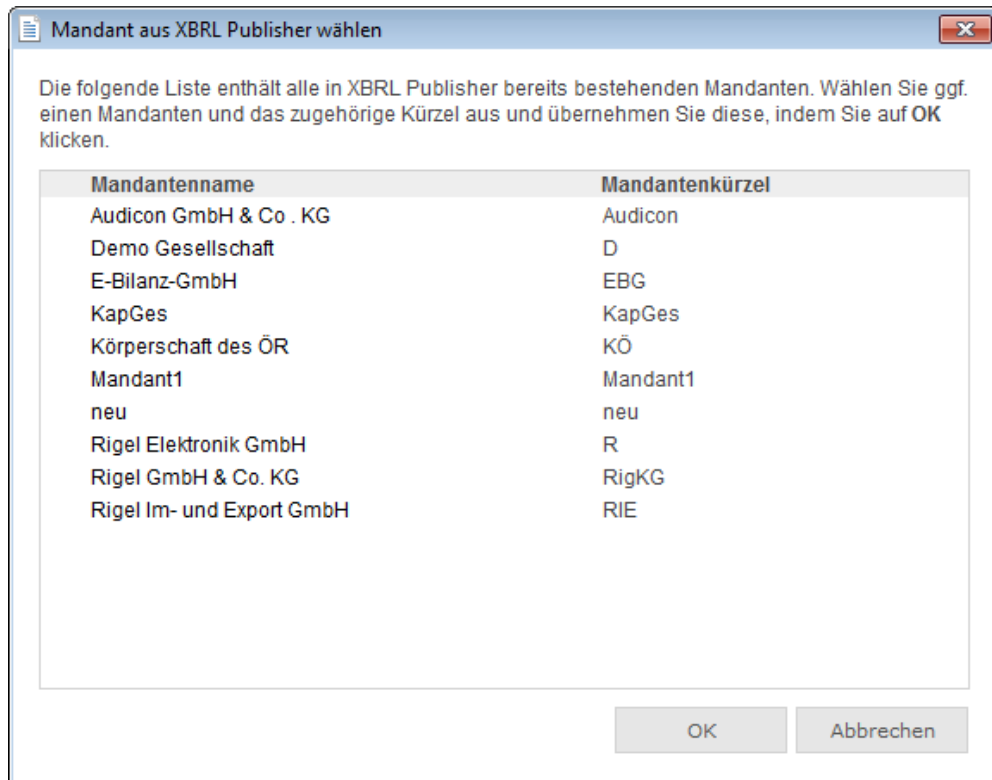 Mandant aus XBRL Publisher wählen
Die folgende Liste enthält alle in XBRL Publisher bereits bestehenden Mandanten. Wählen Sie ggf.
einen Mandanten und das zugehörige Kürzel aus und übernehmen Sie diese, indem Sie auf OK
klicken.
Mandantenname Mandantenkürzel
Audicon GmbH & Co . KG Audicon
Demo Gesellschaft D
E-Bilanz-GmbH EBG
KapGes KapGes
Körperschaft des ÖR KÖ
Mandant1 Mandant1
neu neu
Rigel Elektronik GmbH R
Rigel GmbH & Co. KG RigKG
Rigel Im- und Export GmbH RIE
OK Abbrechen